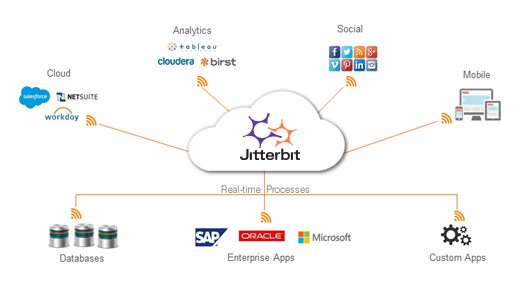 Analytics
tableau
cloudera birst
Social
Cloud
salesforce NETSUITE
workday
Mobile
Jitterbit
Real-time Processes
SAP ORACLE Microsoft
Databases
Enterprise Apps
Custom Apps